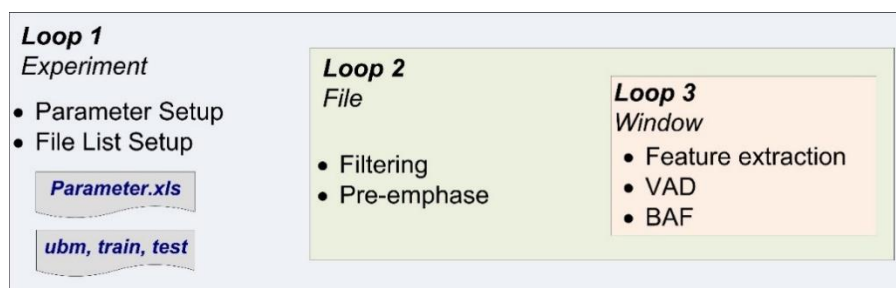 Loop 1
Experiment
• Parameter Setup
• File List Setup
Parameter.xls
ubm, train, test
Loop 2
File
• Filtering
• Pre-emphase
Loop 3
Window
• Feature extraction
• VAD
• BAF